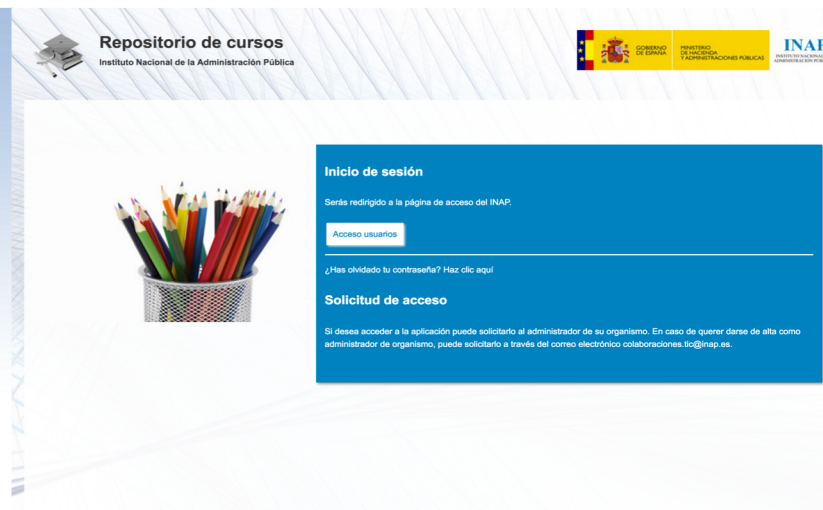 Repositorio de cursos
Instituto Nacional de la Administración Pública
GOBIERNO
DE ESPAÑA
MINISTERIO
DE HACIENDA
Y ADMINISTRACIONES PÚBLICAS
INAP
INSTITUTO NACIONAL
Inicio de sesión
Serás redirigido a la página de acceso del INAP.
Acceso usuarios
¿Has olvidado tu contraseña? Haz clic aquí
Solicitud de acceso
Si desea acceder a la aplicación puede solicitarlo al administrador de su organismo. En caso de querer darse de alta como
administrador de organismo, puede solicitarlo a través del correo electrónico colaboraciones.tic@inap.es.